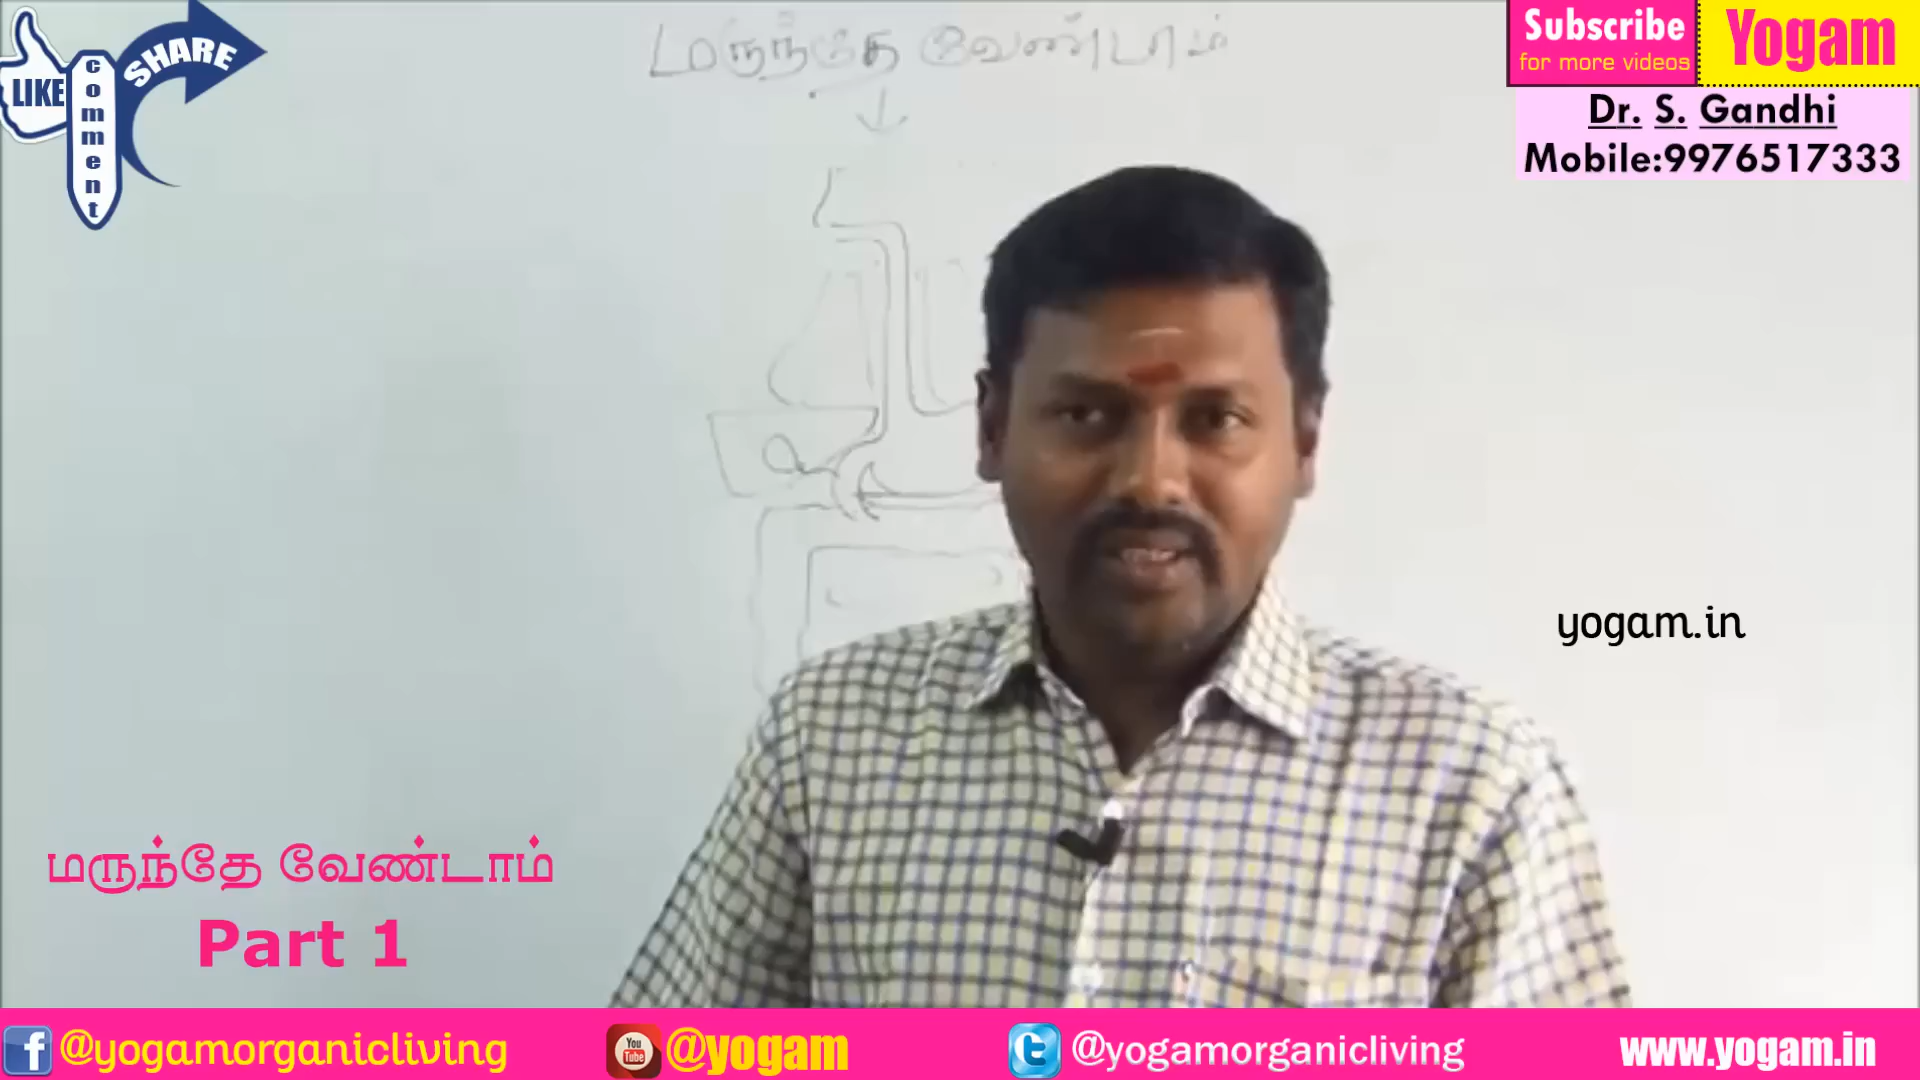 மருந்தே வேண்டாம்
Subscribe
for more videos
Yogam
Dr. S. Gandhi
Mobile:9976517333
LIKE
comment
SHARE
yogam.in
மருந்தே வேண்டாம்
Part 1
@yogamorganicliving
You
Tube
@yogam
@yogamorganicliving
www.yogam.in